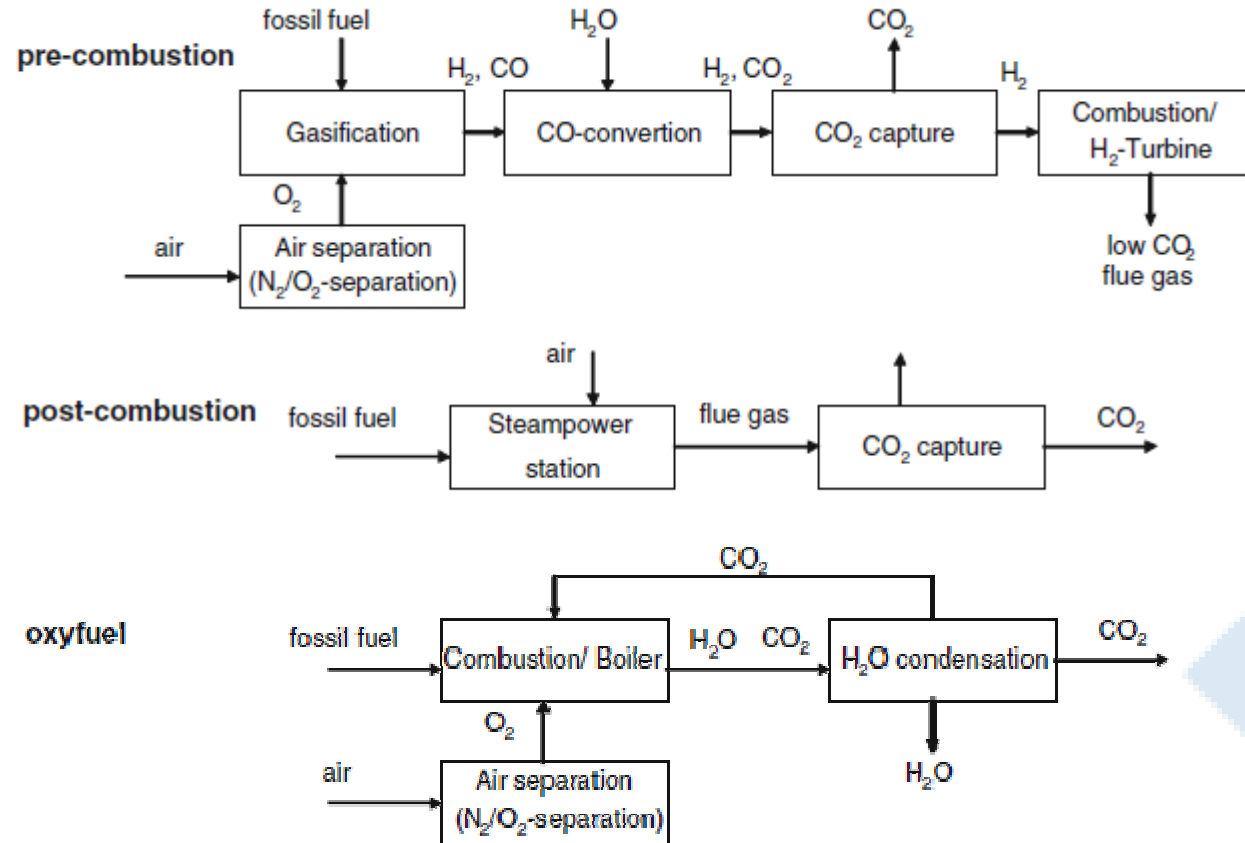 fossil fuel
H₂O
CO₂
pre-combustion
H₂, CO
H₂, CO₂
H₂
Gasification
CO-convertion
CO₂ capture
Combustion/
H₂-Turbine
O₂
air
Air separation
(N₂/O₂-separation)
low CO₂
flue gas
air
post-combustion
fossil fuel
Steampower
station
flue gas
CO₂ capture
CO₂
CO₂
oxyfuel
fossil fuel
Combustion/ Boiler
H₂O CO₂
H₂O condensation
CO₂
O₂
H₂O
air
Air separation
(N₂/O₂-separation)